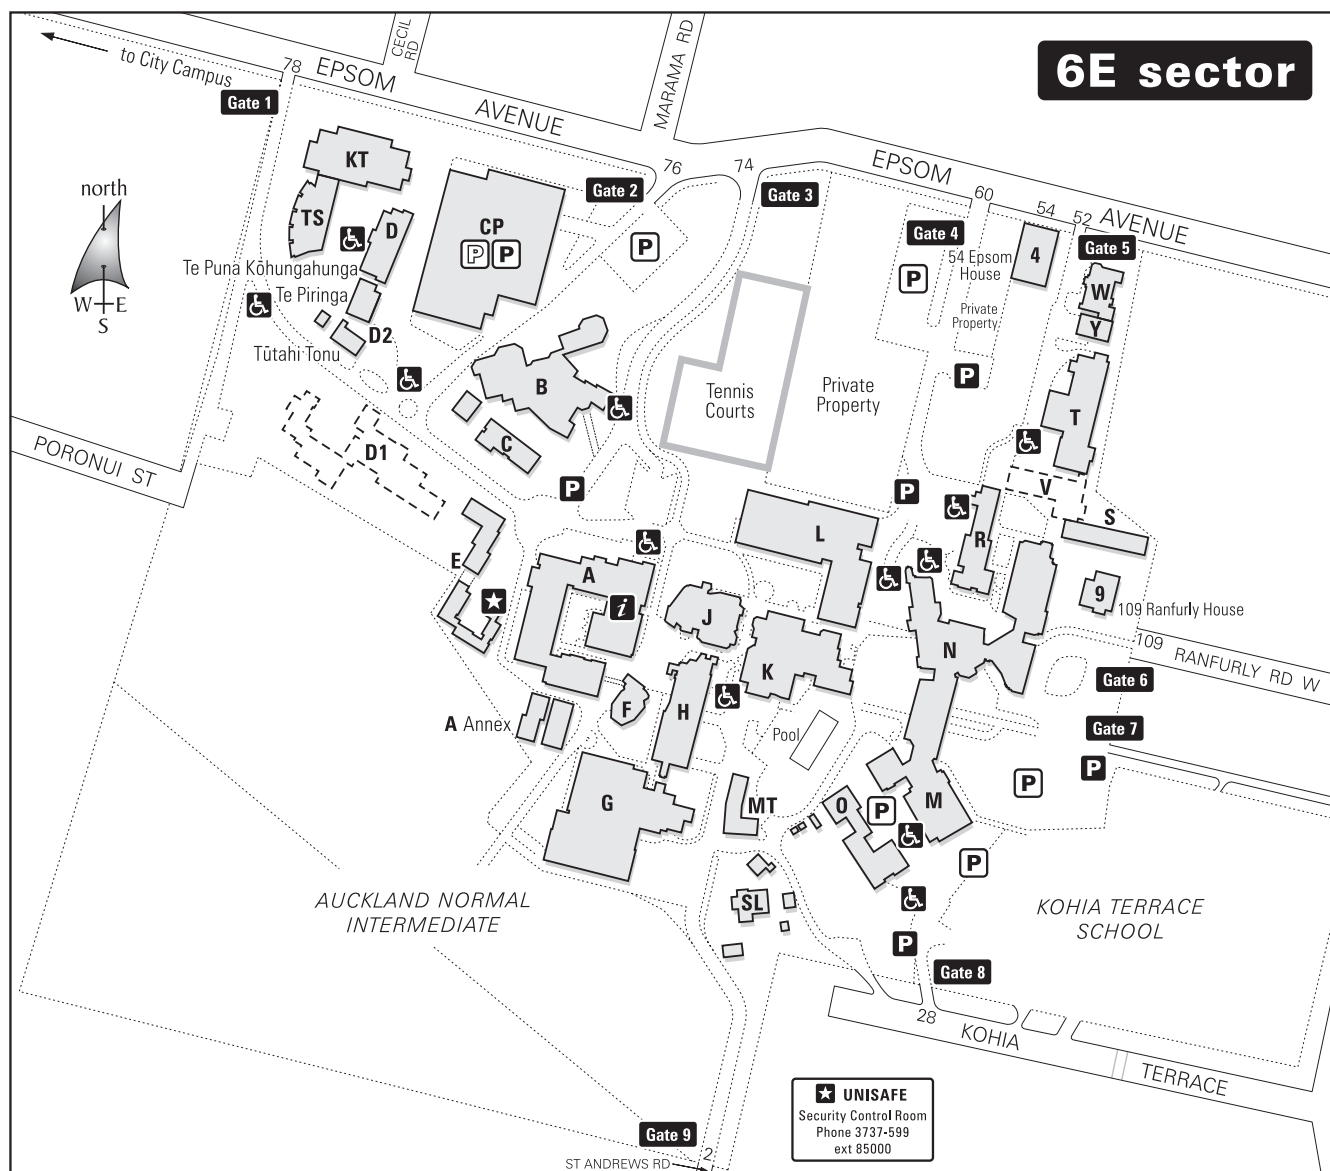 6E sector
to City Campus
78
EPSOM
AVENUE
CECIL
RD
MARAMA RD
Gate 1
76
74
Gate 2
Gate 3
EPSOM
AVENUE
60
54
52
Gate 4
Gate 5
north
W E
S
KT
TS
D
CP
P P
P
P
54 Epsom
House
4
W
Y
Private
Property
Te Puna Kōhungahunga
Te Piringa
D2
Tūtahi Tonu
B
C
P
Tennis
Courts
Private
Property
P
T
PORONUI ST
D1
P
V
S
L
R
E
A
i
J
9
109 Ranfurly House
109 RANFURLY RD W
N
K
Gate 6
F
H
A Annex
Pool
Gate 7
P
P
G
MT
O
P
M
P
SL
AUCKLAND NORMAL
INTERMEDIATE
KOHIA TERRACE
SCHOOL
P
Gate 8
28
KOHIA
TERRACE
UNISAFE
Security Control Room
Phone 3737-599
ext 85000
Gate 9
2
ST ANDREWS RD